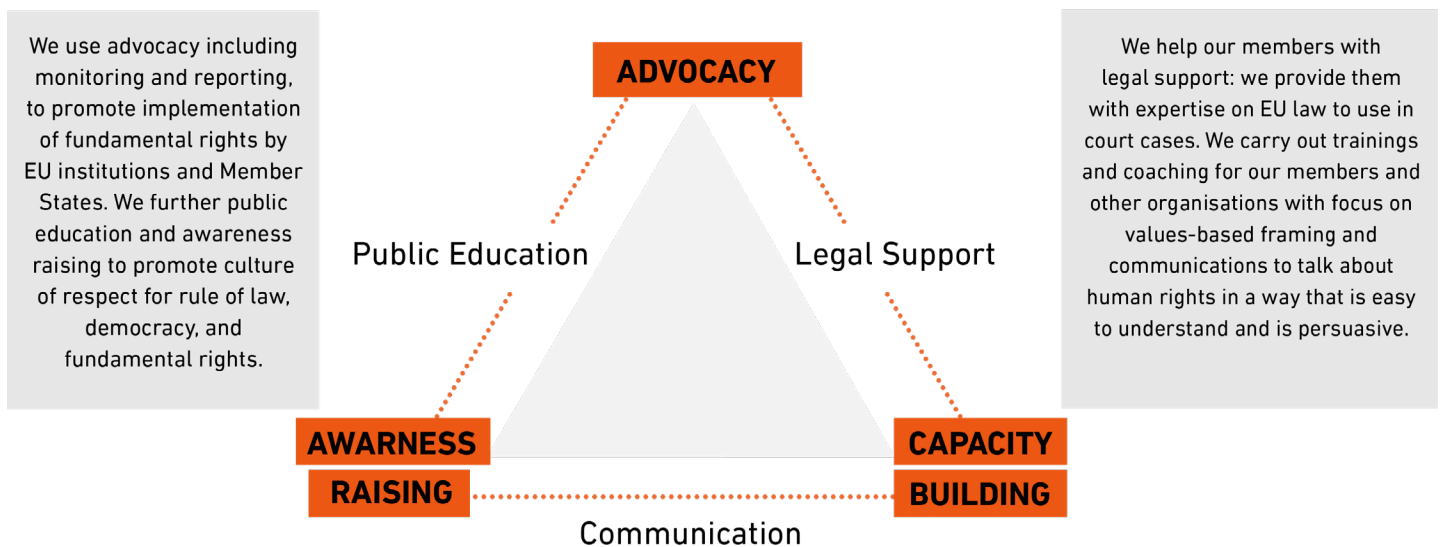 We use advocacy including
monitoring and reporting,
to promote implementation
of fundamental rights by
EU institutions and Member
States. We further public
education and awareness
raising to promote culture
of respect for rule of law,
democracy, and
fundamental rights.
ADVOCACY
Public Education
Legal Support
AWARNESS
RAISING
CAPACITY
BUILDING
Communication
We help our members with
legal support: we provide them
with expertise on EU law to use in
court cases. We carry out trainings
and coaching for our members and
other organisations with focus on
values-based framing and
communications to talk about
human rights in a way that is easy
to understand and is persuasive.